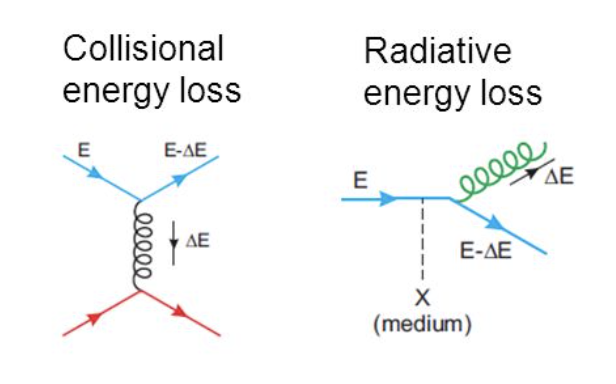 Collisional
energy loss
Radiative
energy loss
E
E-ΔE
ΔE
E
ΔE
E-ΔE
X
(medium)